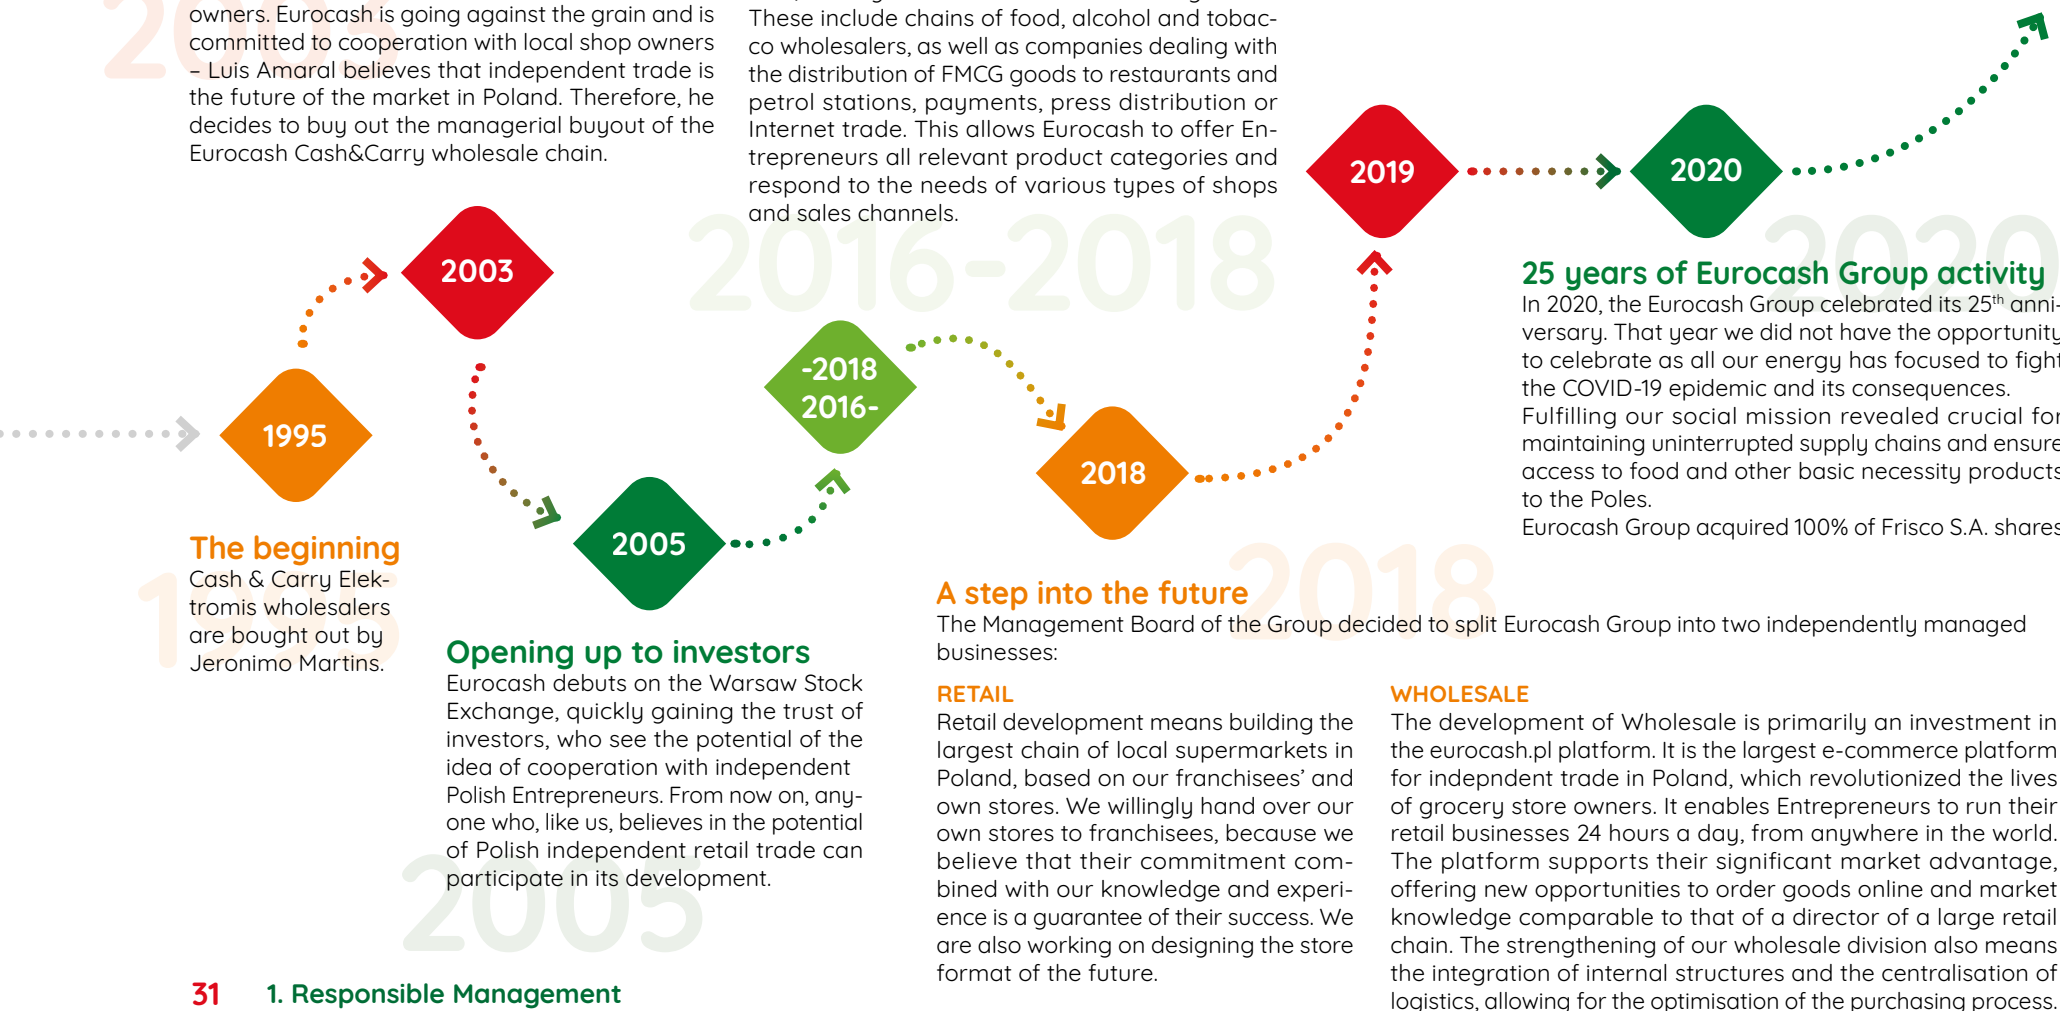 2003
owners. Eurocash is going against the grain and is
committed to cooperation with local shop owners
– Luis Amaral believes that independent trade is
the future of the market in Poland. Therefore, he
decides to buy out the managerial buyout of the
Eurocash Cash&Carry wholesale chain.
These include chains of food, alcohol and tobac-
co wholesalers, as well as companies dealing with
the distribution of FMCG goods to restaurants and
petrol stations, payments, press distribution or
Internet trade. This allows Eurocash to offer En-
trepreneurs all relevant product categories and
respond to the needs of various types of shops
and sales channels.
2016-2018
2019
2020
2003
2020
25 years of Eurocash Group activity
In 2020, the Eurocash Group celebrated its 25th anni-
versary. That year we did not have the opportunity
to celebrate as all our energy has focused to fight
the COVID-19 epidemic and its consequences.
Fulfilling our social mission revealed crucial for
maintaining uninterrupted supply chains and ensure
access to food and other basic necessity products
to the Poles.
Eurocash Group acquired 100% of Frisco S.A. shares
-2018
2016-
1995
2018
2005
The beginning
1995
Cash & Carry Elek-
tromis wholesalers
are bought out by
Jeronimo Martins.
Opening up to investors
Eurocash debuts on the Warsaw Stock
Exchange, quickly gaining the trust of
investors, who see the potential of the
idea of cooperation with independent
Polish Entrepreneurs. From now on, any-
one who, like us, believes in the potential
of Polish independent retail trade can
participate in its development.
2005
2018
A step into the future
The Management Board of the Group decided to split Eurocash Group into two independently managed
businesses:
RETAIL
Retail development means building the
largest chain of local supermarkets in
Poland, based on our franchisees’ and
own stores. We willingly hand over our
own stores to franchisees, because we
believe that their commitment com-
bined with our knowledge and experi-
ence is a guarantee of their success. We
are also working on designing the store
format of the future.
WHOLESALE
The development of Wholesale is primarily an investment in
the eurocash.pl platform. It is the largest e-commerce platform
for indepndent trade in Poland, which revolutionized the lives
of grocery store owners. It enables Entrepreneurs to run their
retail businesses 24 hours a day, from anywhere in the world.
The platform supports their significant market advantage,
offering new opportunities to order goods online and market
knowledge comparable to that of a director of a large retail
chain. The strengthening of our wholesale division also means
the integration of internal structures and the centralisation of
logistics, allowing for the optimisation of the purchasing process.
31 1. Responsible Management